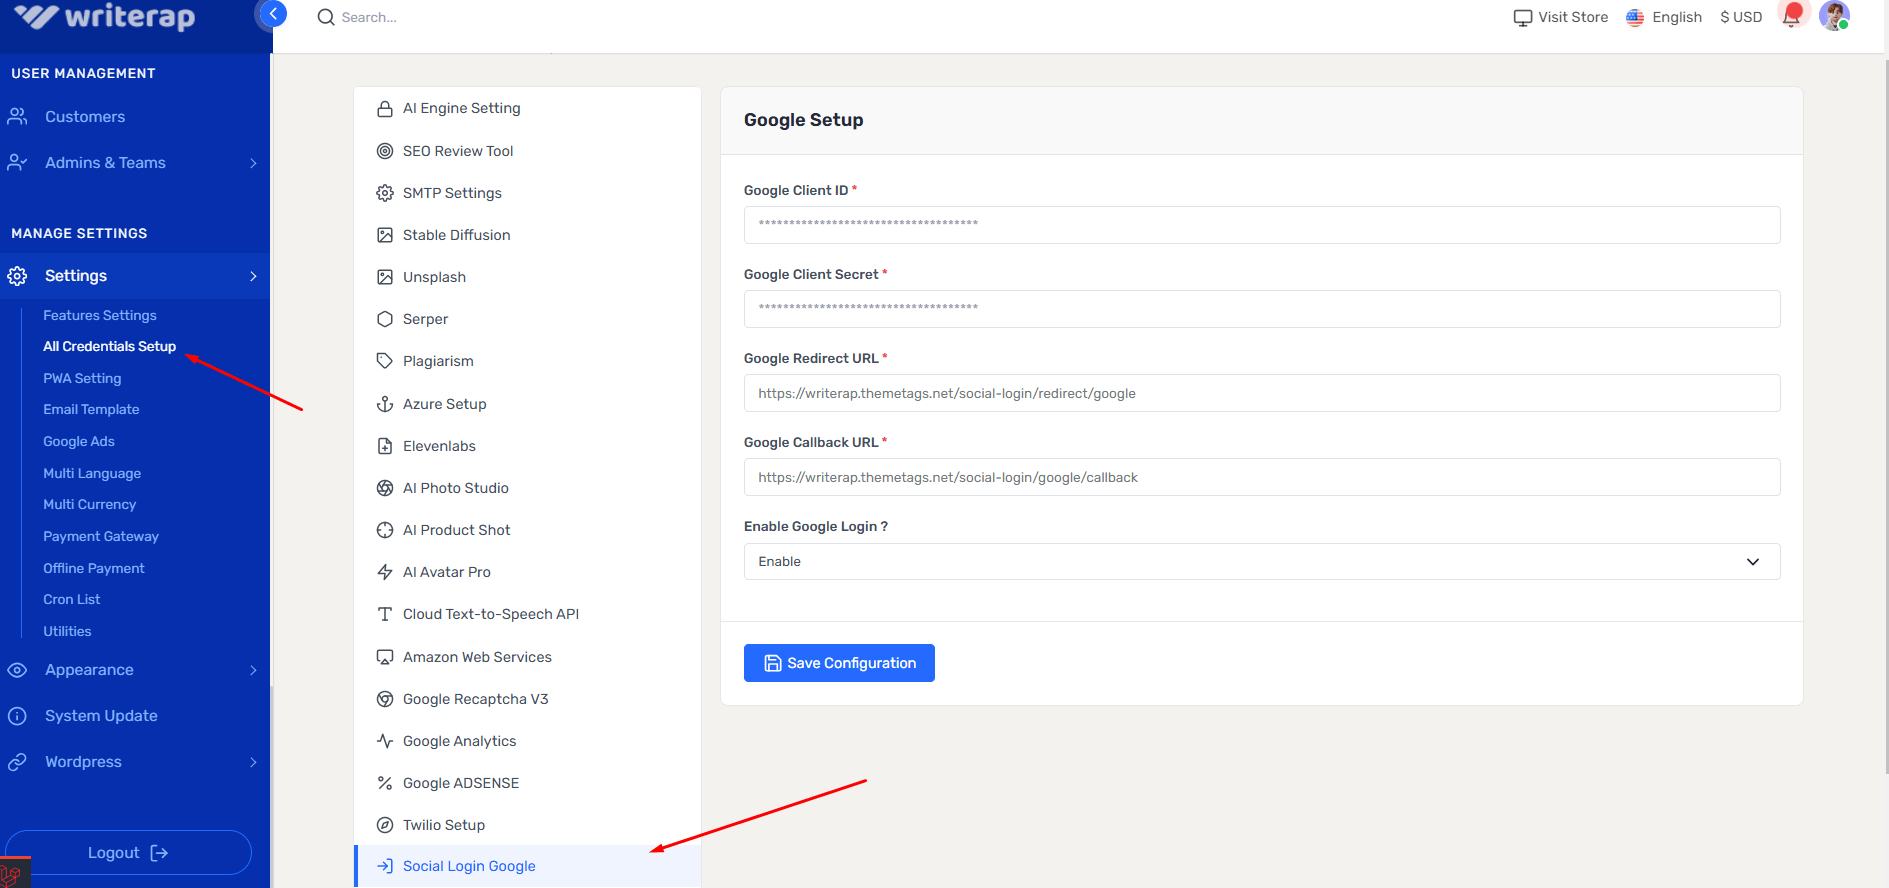 writerap
Search...
Visit Store
English
$ USD
USER MANAGEMENT
Customers
Admins & Teams
MANAGE SETTINGS
Settings
Features Settings
All Credentials Setup
PWA Setting
Email Template
Google Ads
Multi Language
Multi Currency
Payment Gateway
Offline Payment
Cron List
Utilities
Appearance
System Update
Wordpress
Logout
AI Engine Setting
SEO Review Tool
SMTP Settings
Stable Diffusion
Unsplash
Serper
Plagiarism
Azure Setup
Elevenlabs
AI Photo Studio
AI Product Shot
AI Avatar Pro
Cloud Text-to-Speech API
Amazon Web Services
Google Recaptcha V3
Google Analytics
Google ADSENSE
Twilio Setup
Social Login Google
Google Setup
Google Client ID *
************************************
Google Client Secret *
************************************
Google Redirect URL *
https://writerap.themetags.net/social-login/redirect/google
Google Callback URL *
https://writerap.themetags.net/social-login/google/callback
Enable Google Login ?
Enable
Save Configuration